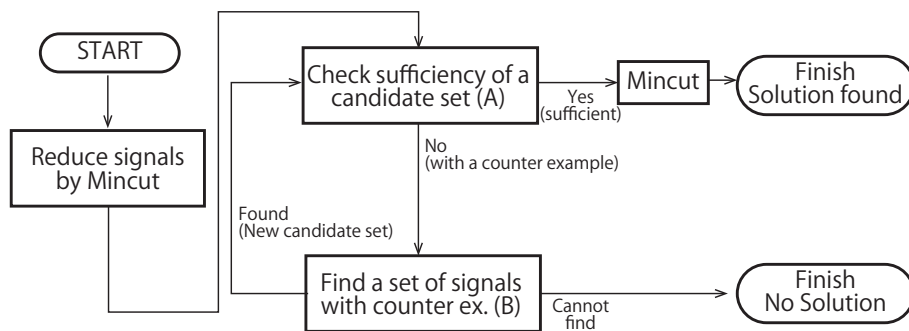 START
Reduce signals
by Mincut
Check sufficiency of a
candidate set (A)
Yes
(sufficient)
Mincut
Finish
Solution found
No
(with a counter example)
Found
(New candidate set)
Find a set of signals
with counter ex. (B)
Cannot
find
Finish
No Solution